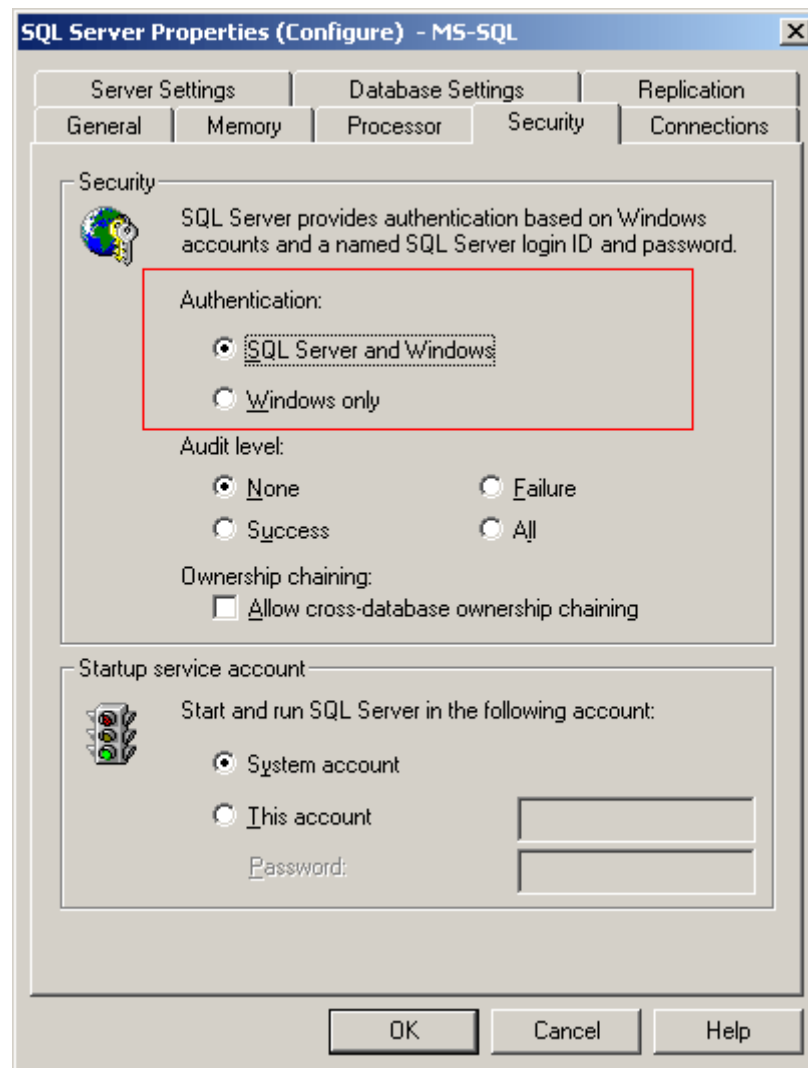 SQL Server Properties (Configure) - MS-SQL
Server Settings
Database Settings
Replication
General
Memory
Processor
Security
Connections
Security
SQL Server provides authentication based on Windows
accounts and a named SQL Server login ID and password.
Authentication:
SQL Server and Windows
Windows only
Audit level:
None
Failure
Success
All
Ownership chaining:
Allow cross-database ownership chaining
Startup service account
Start and run SQL Server in the following account:
System account
This account
Password:
OK
Cancel
Help